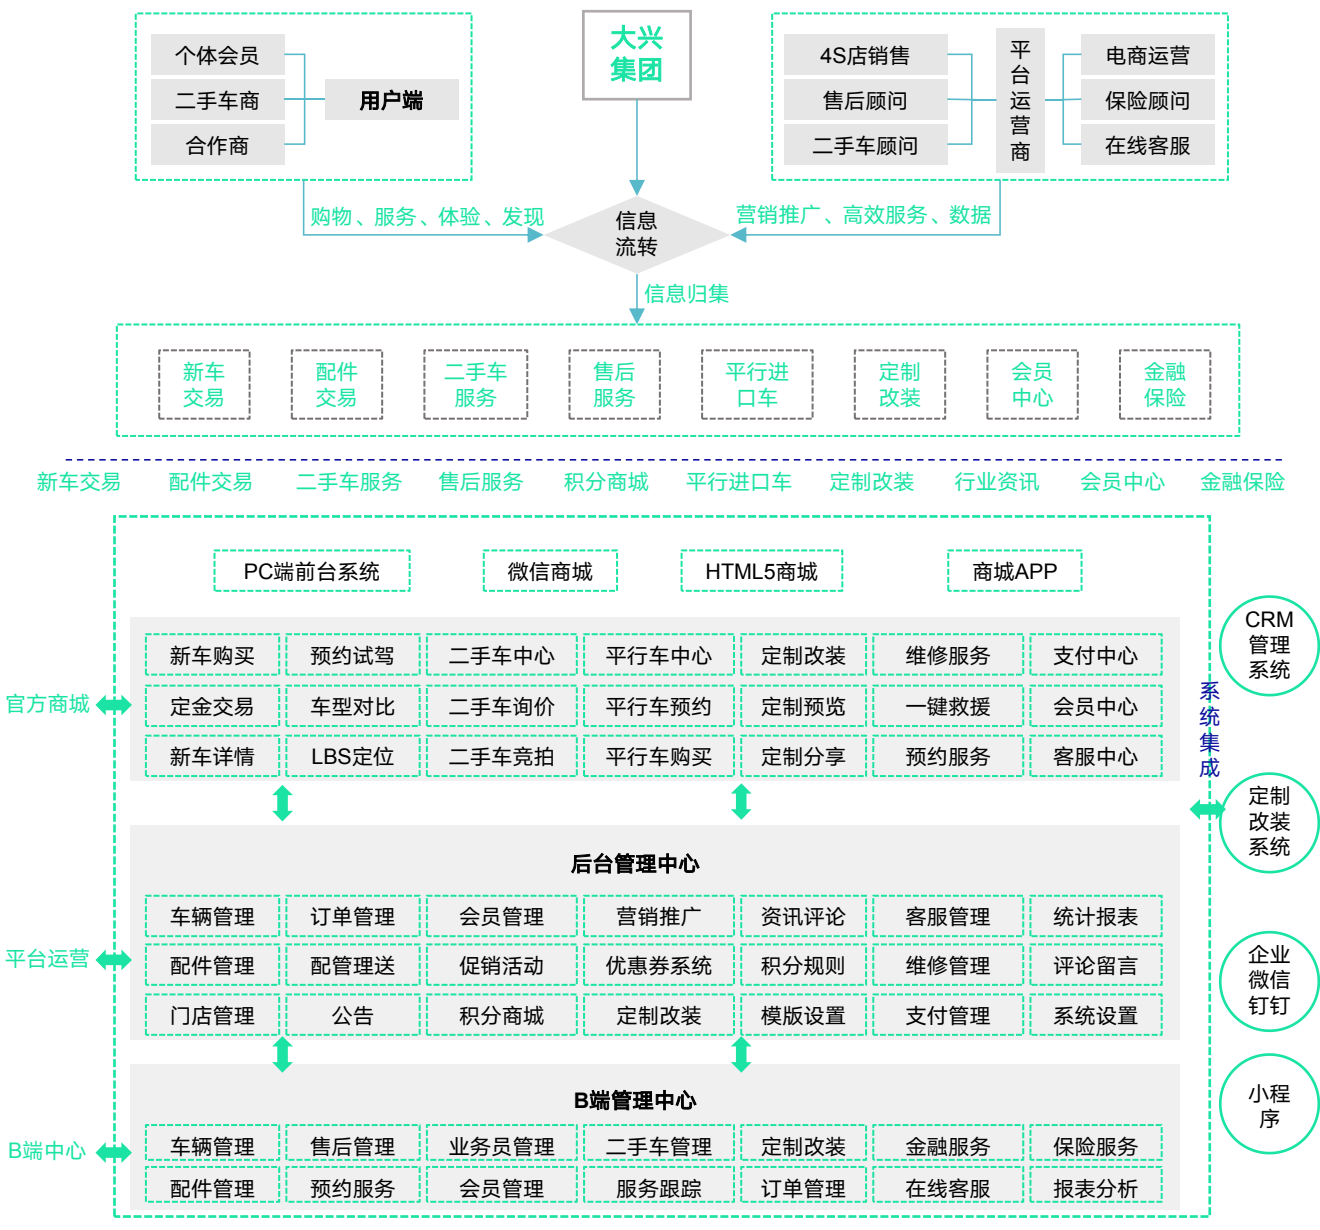 个体会员
二手车商
合作商
用户端
大兴
集团
4S店销售
售后顾问
二手车顾问
平
台
运
营
商
电商运营
保险顾问
在线客服
购物、服务、体验、发现
信息
流转
营销推广、高效服务、数据
信息归集
新车
交易
配件
交易
二手车
服务
售后
服务
平行进
口车
定制
改装
会员
中心
金融
保险
新车交易
配件交易
二手车服务
售后服务
积分商城
平行进口车
定制改装
行业资讯
会员中心
金融保险
PC端前台系统
微信商城
HTML5商城
商城APP
官方商城
新车购买
预约试驾
二手车中心
平行车中心
定制改装
维修服务
支付中心
定金交易
车型对比
二手车询价
平行车预约
定制预览
一键救援
会员中心
新车详情
LBS定位
二手车竞拍
平行车购买
定制分享
预约服务
客服中心
平台运营
后台管理中心
车辆管理
订单管理
会员管理
营销推广
资讯评论
客服管理
统计报表
配件管理
配管理送
促销活动
优惠券系统
积分规则
维修管理
评论留言
门店管理
公告
积分商城
定制改装
模版设置
支付管理
系统设置
B端中心
B端管理中心
车辆管理
售后管理
业务员管理
二手车管理
定制改装
金融服务
保险服务
配件管理
预约服务
会员管理
服务跟踪
订单管理
在线客服
报表分析
系
统
集
成
CRM
管理
系统
定制
改装
系统
企业
微信
钉钉
小程
序